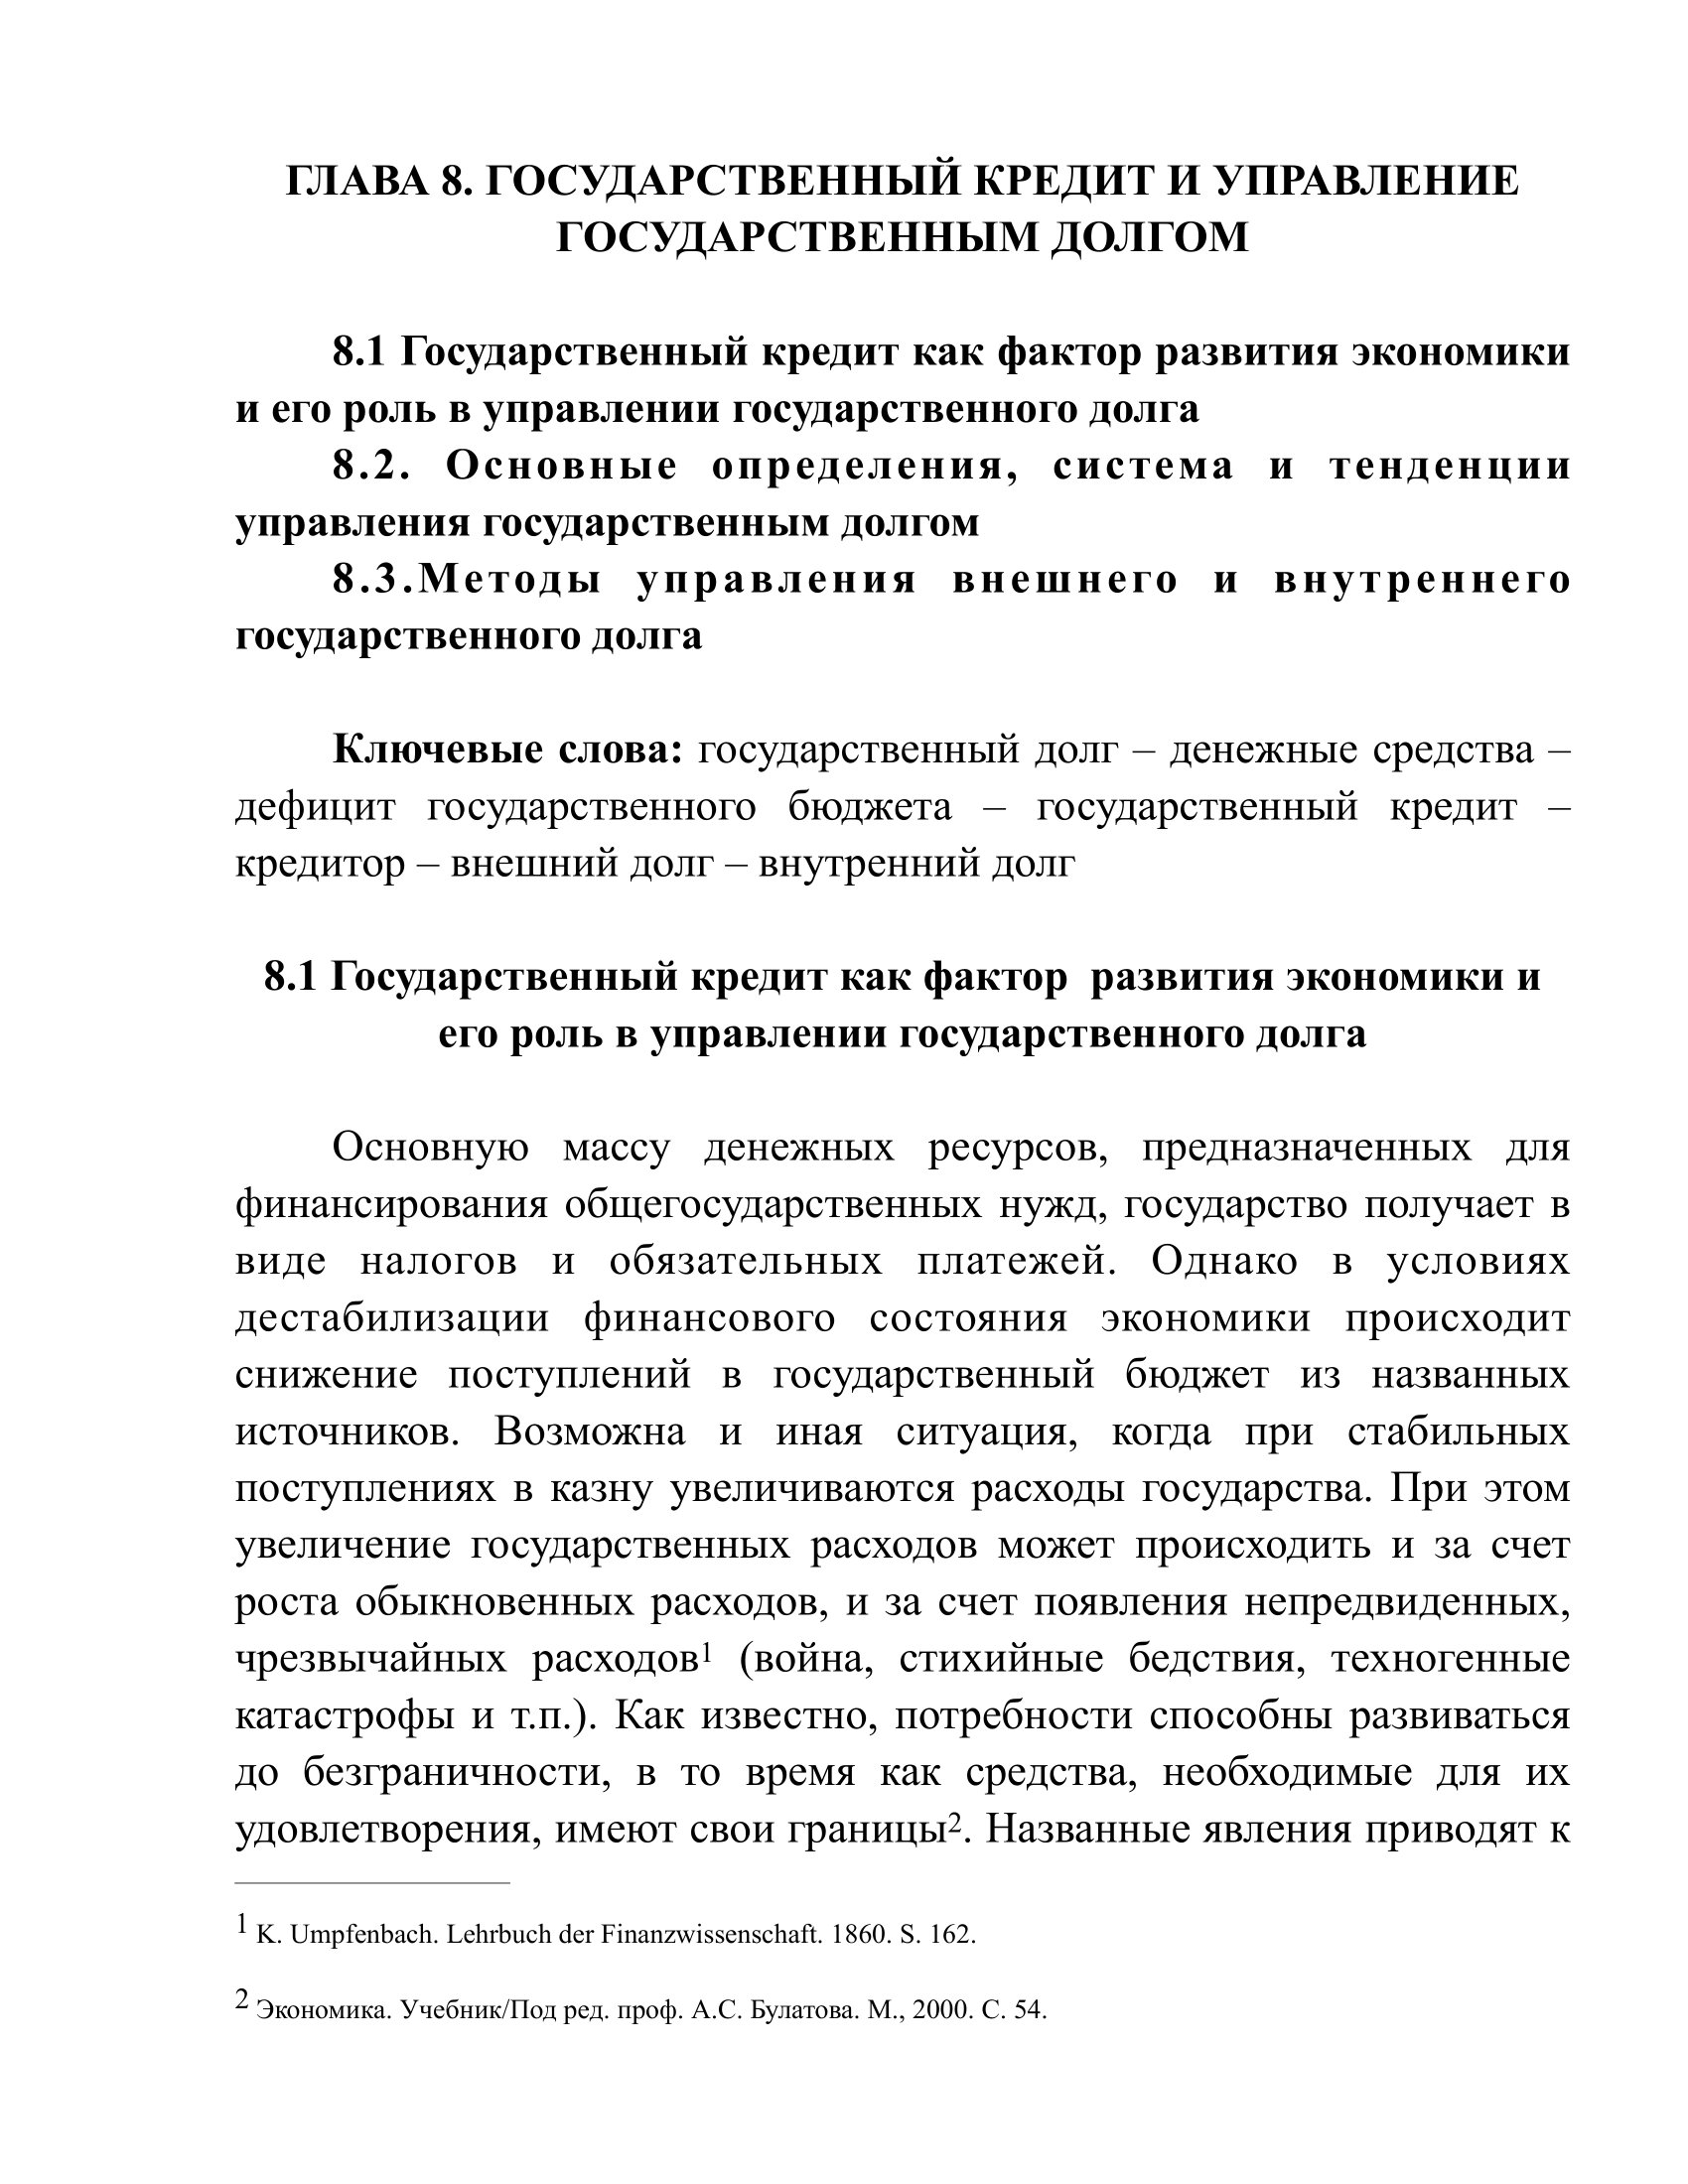 ГЛАВА 8. ГОСУДАРСТВЕННЫЙ КРЕДИТ И УПРАВЛЕНИЕ
ГОСУДАРСТВЕННЫМ ДОЛГОМ
8.1 Государственный кредит как фактор развития экономики
и его роль в управлении государственного долга
8.2. Основные определения, система и тенденции
управления государственным долгом
8.3.Методы управления внешнего и внутреннего
государственного долга
Ключевые слова: государственный долг – денежные средства –
дефицит государственного бюджета – государственный кредит –
кредитор – внешний долг – внутренний долг
8.1 Государственный кредит как фактор развития экономики и
его роль в управлении государственного долга
Основную массу денежных ресурсов, предназначенных для
финансирования общегосударственных нужд, государство получает в
виде налогов и обязательных платежей. Однако в условиях
дестабилизации финансового состояния экономики происходит
снижение поступлений в государственный бюджет из названных
источников. Возможна и иная ситуация, когда при стабильных
поступлениях в казну увеличиваются расходы государства. При этом
увеличение государственных расходов может происходить и за счет
роста обыкновенных расходов, и за счет появления непредвиденных,
чрезвычайных расходов1 (война, стихийные бедствия, техногенные
катастрофы и т.п.). Как известно, потребности способны развиваться
до безграничности, в то время как средства, необходимые для их
удовлетворения, имеют свои границы2. Названные явления приводят к
1 K. Umpfenbach. Lehrbuch der Finanzwissenschaft. 1860. S. 162.
2 Экономика. Учебник/Под ред. проф. А.С. Булатова. М., 2000. С. 54.